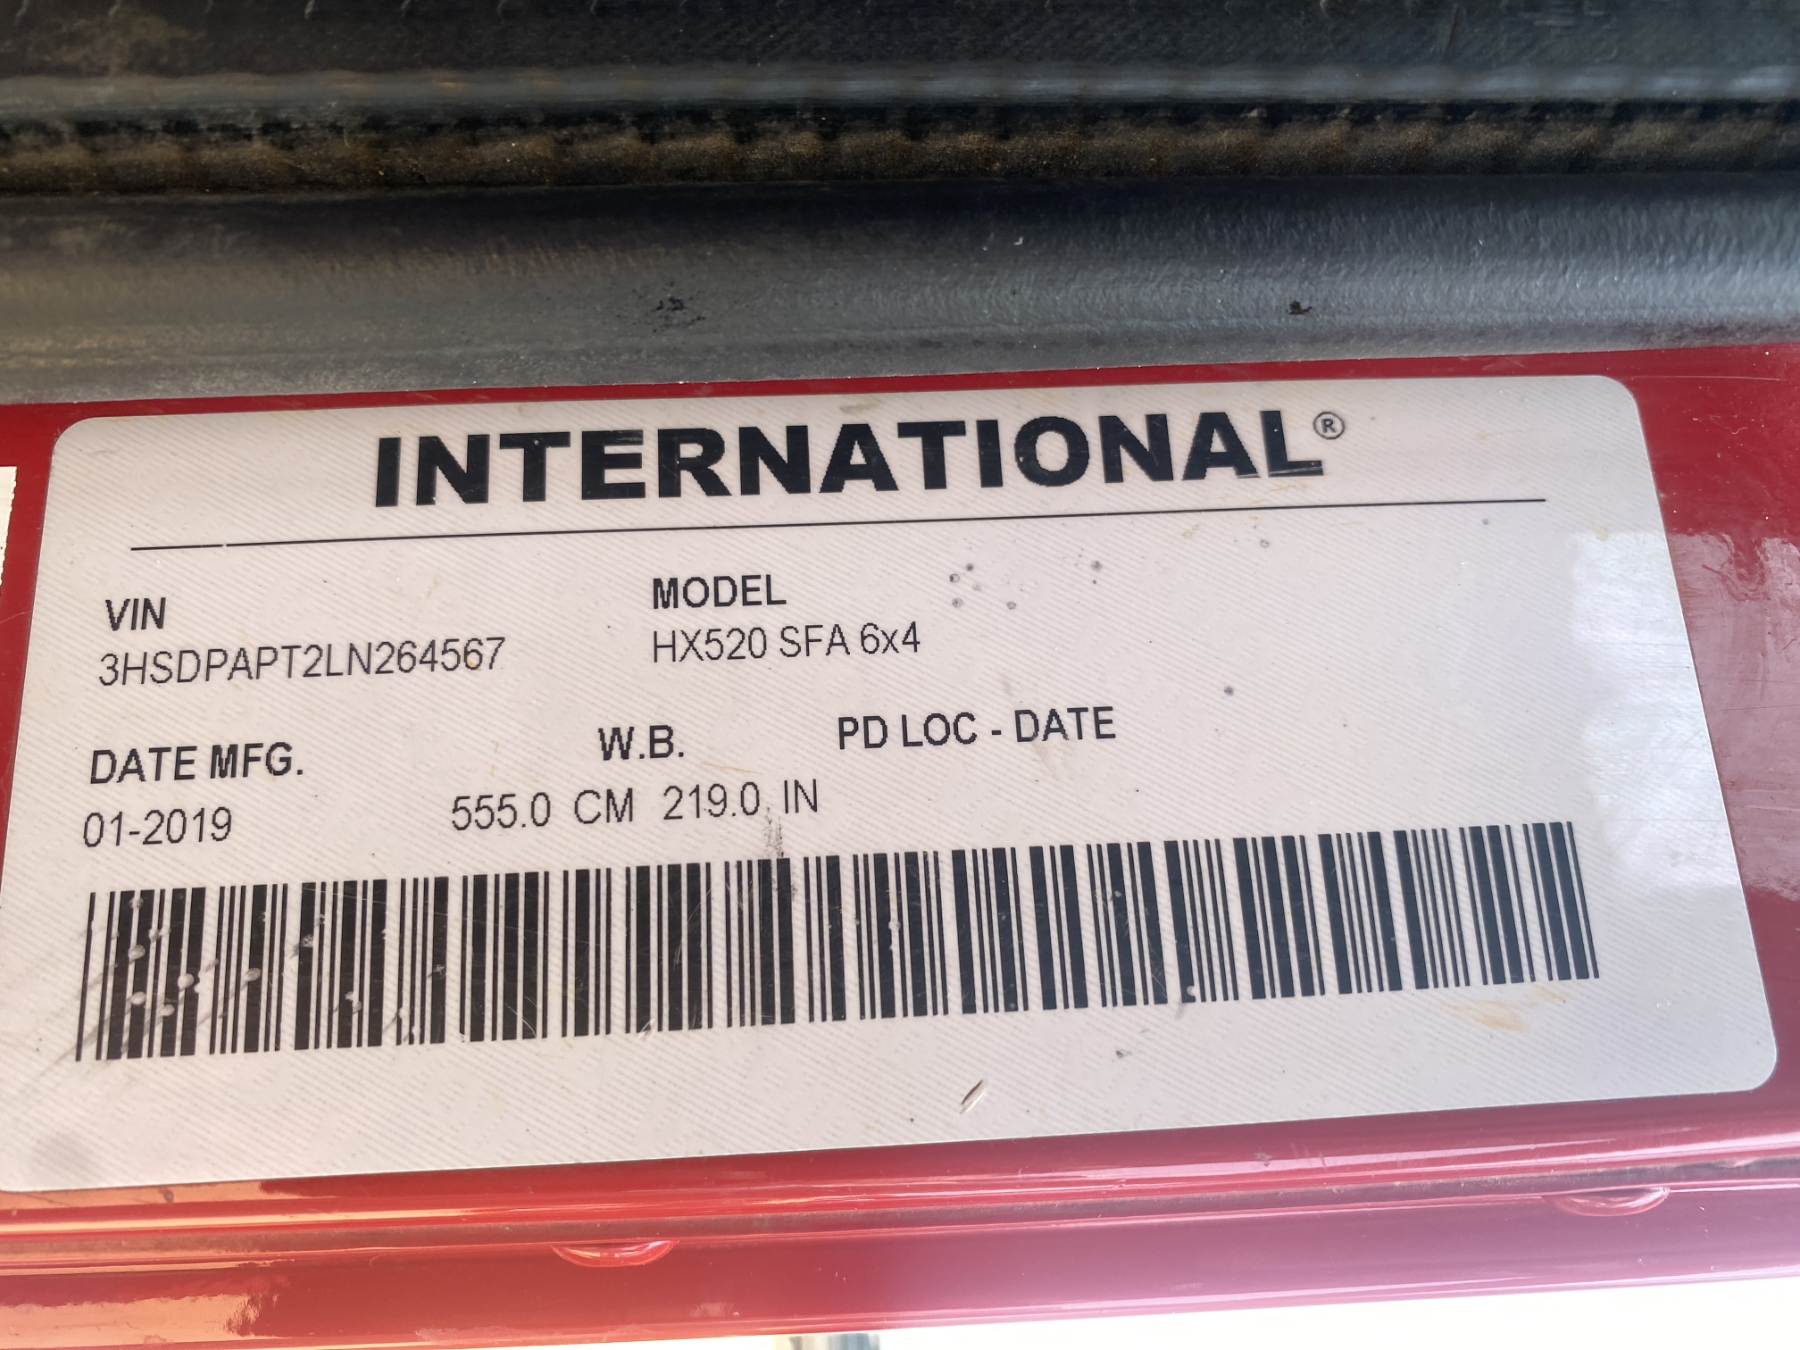 INTERNATIONAL®
VIN
3HSDPAPT2LN264567
MODEL
HX520 SFA 6x4
DATE MFG.
01-2019
W.B.
555.0 CM 219.0 IN
PD LOC - DATE